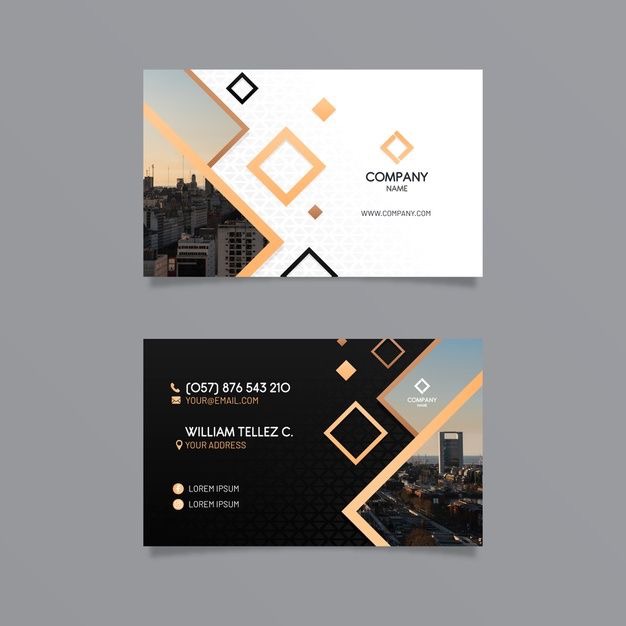 COMPANY
NAME
WWW.COMPANY.COM
(057) 876 543 210
YOUR@EMAIL.COM
COMPANY
NAME
WILLIAM TELLEZ C.
YOUR ADDRESS
LOREM IPSUM
LOREM IPSUM